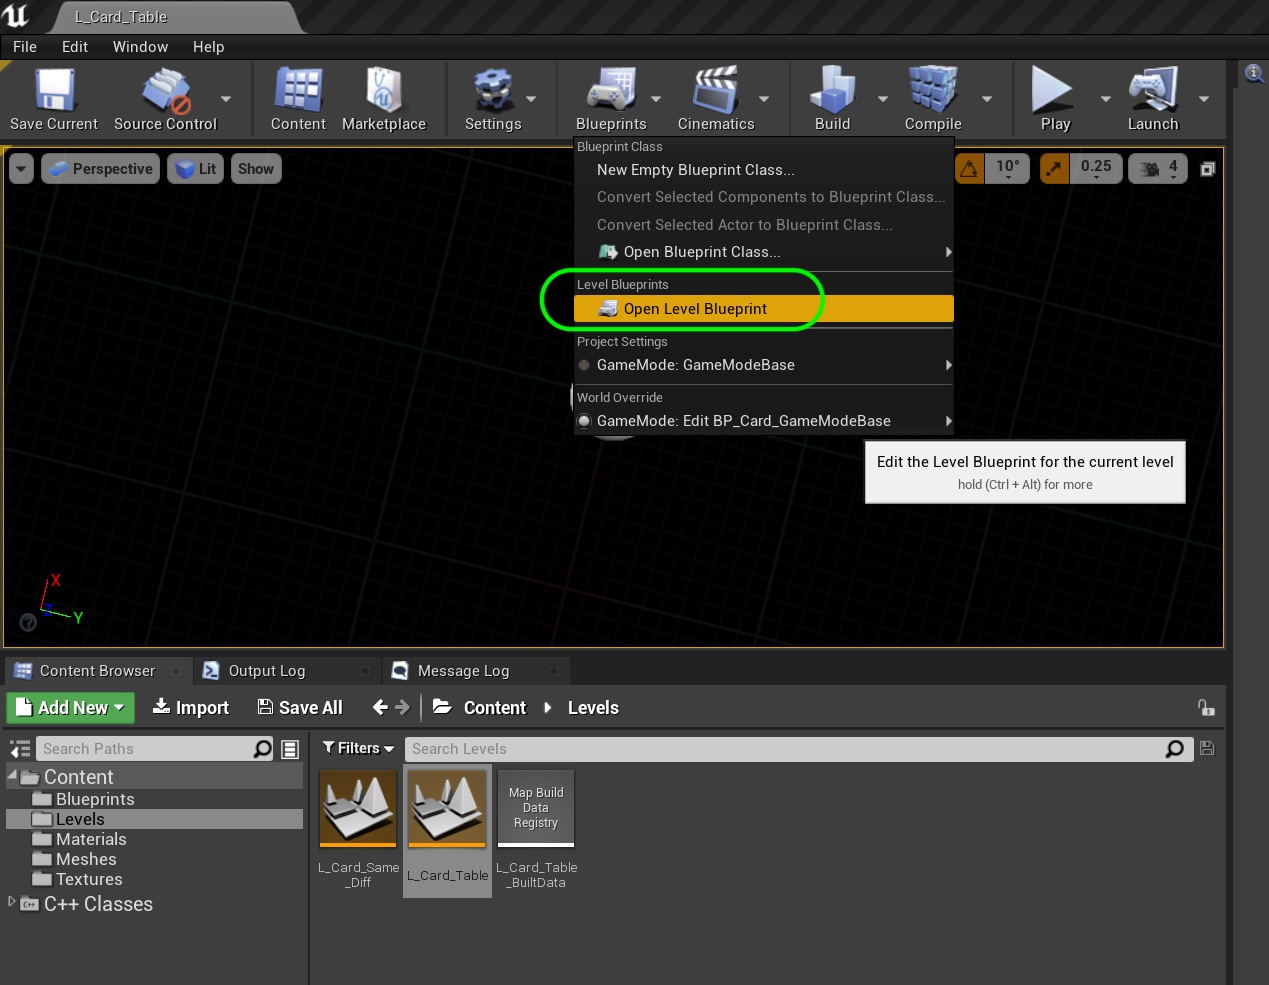 L_Card_Table
File Edit Window Help
Save Current Source Control Content Marketplace Settings Blueprints Cinematics Build Compile Play Launch
Perspective Lit Show 10° 0.25 4
Blueprint Class
New Empty Blueprint Class...
Convert Selected Components to Blueprint Class...
Convert Selected Actor to Blueprint Class...
Open Blueprint Class...
Level Blueprints
Open Level Blueprint
Project Settings
GameMode: GameModeBase
World Override
GameMode: Edit BP_Card_GameModeBase
Edit the Level Blueprint for the current level
hold (Ctrl + Alt) for more
X
Z
Y
Content Browser Output Log Message Log
Add New Import Save All Content Levels
Search Paths Filters Search Levels
Content
Blueprints
Levels
Materials
Meshes
Textures
C++ Classes
Map Build
Data
Registry
L_Card_Same
_Diff
L_Card_Table
L_Card_Table
_BuiltData